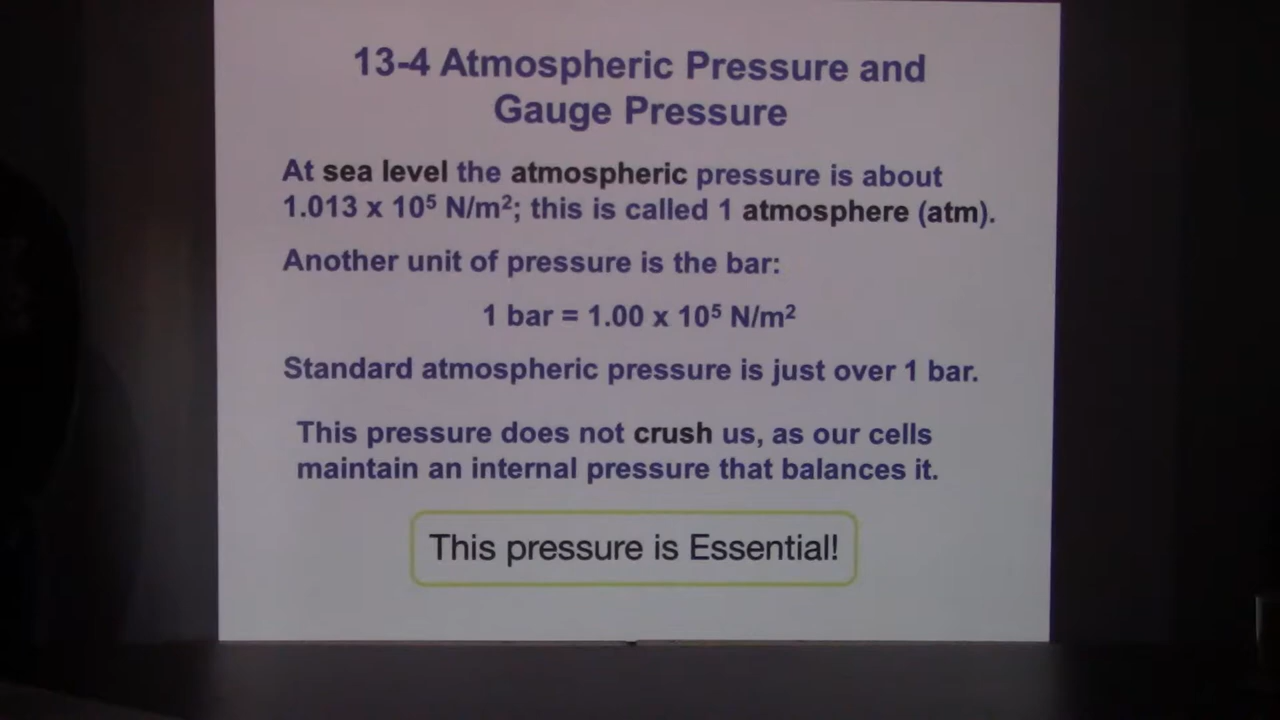 13-4 Atmospheric Pressure and
Gauge Pressure
At sea level the atmospheric pressure is about
1.013 x 10⁵ N/m²; this is called 1 atmosphere (atm).
Another unit of pressure is the bar:
1 bar = 1.00 x 10⁵ N/m²
Standard atmospheric pressure is just over 1 bar.
This pressure does not crush us, as our cells
maintain an internal pressure that balances it.
This pressure is Essential!